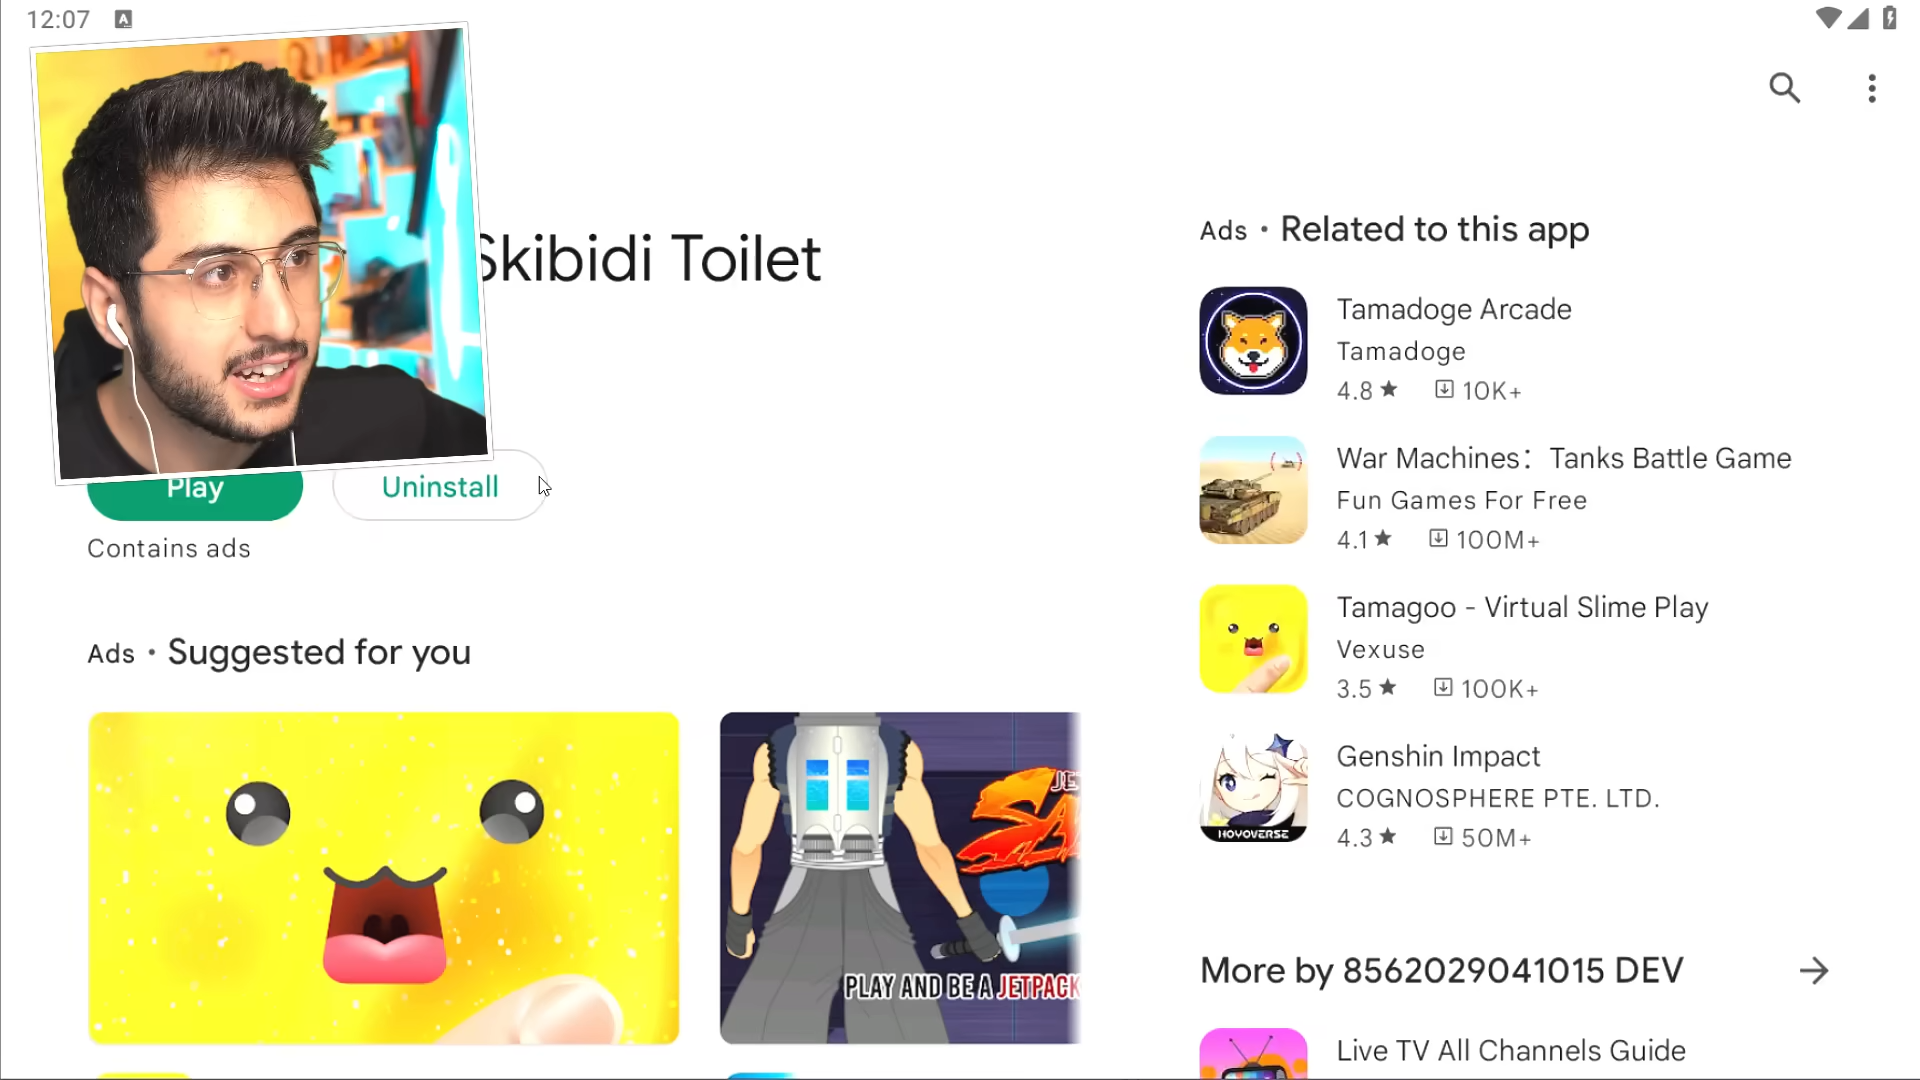 12:07
A
Skibidi Toilet
Play
Uninstall
Contains ads
Ads • Suggested for you
PLAY AND BE A JETPACK
Ads • Related to this app
Tamadoge Arcade
Tamadoge
4.8★ 10K+
War Machines: Tanks Battle Game
Fun Games For Free
4.1★ 100M+
Tamagoo - Virtual Slime Play
Vexuse
3.5★ 100K+
HOYOVERSE
Genshin Impact
COGNOSPHERE PTE. LTD.
4.3★ 50M+
More by 8562029041015 DEV
Live TV All Channels Guide